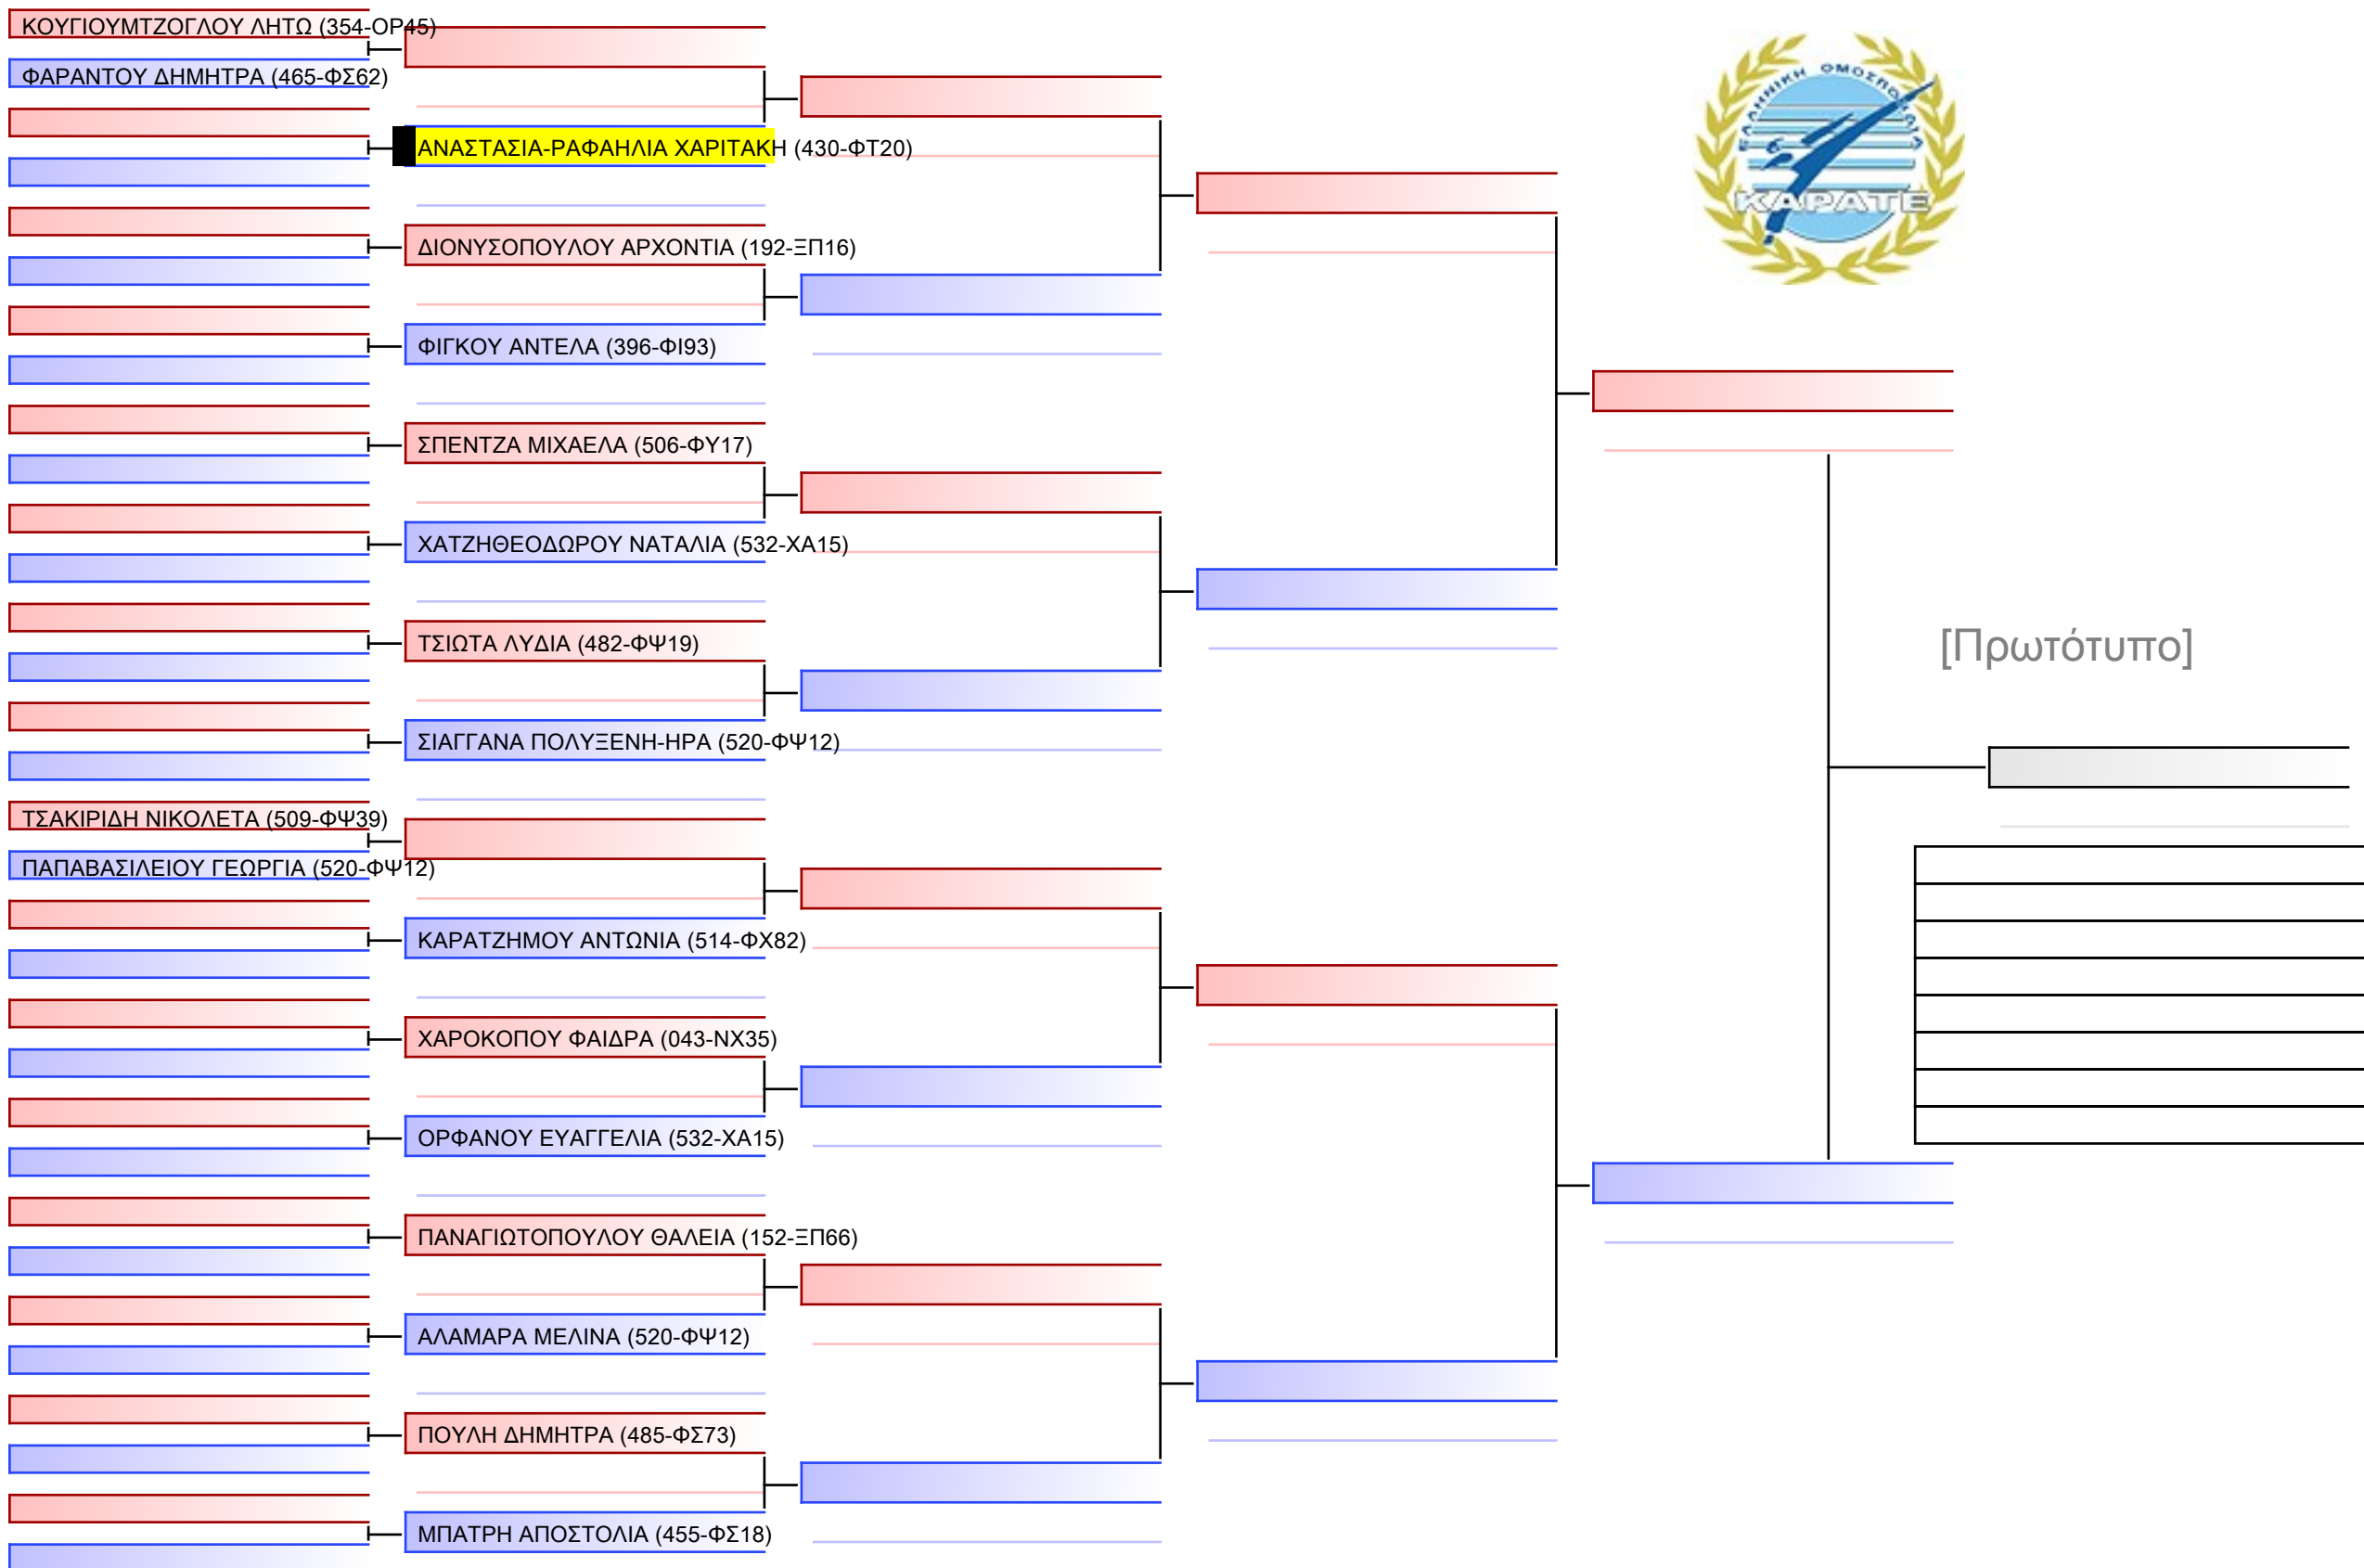 ΚΟΥΓΙΟΥΜΤΖΟΓΛΟΥ ΛΗΤΩ (354-ΟΡ45)
ΦΑΡΑΝΤΟΥ ΔΗΜΗΤΡΑ (465-ΦΣ62)
ΑΝΑΣΤΑΣΙΑ-ΡΑΦΑΗΛΙΑ ΧΑΡΙΤΑΚΗ (430-ΦΤ20)
ΔΙΟΝΥΣΟΠΟΥΛΟΥ ΑΡΧΟΝΤΙΑ (192-ΞΠ16)
ΦΙΓΚΟΥ ΑΝΤΕΛΑ (396-ΦΙ93)
ΣΠΕΝΤΖΑ ΜΙΧΑΕΛΑ (506-ΦΥ17)
ΧΑΤΖΗΘΕΟΔΩΡΟΥ ΝΑΤΑΛΙΑ (532-ΧΑ15)
ΤΣΙΩΤΑ ΛΥΔΙΑ (482-ΦΨ19)
ΣΙΑΓΓΑΝΑ ΠΟΛΥΞΕΝΗ-ΗΡΑ (520-ΦΨ12)
ΤΣΑΚΙΡΙΔΗ ΝΙΚΟΛΕΤΑ (509-ΦΨ39)
ΠΑΠΑΒΑΣΙΛΕΙΟΥ ΓΕΩΡΓΙΑ (520-ΦΨ12)
ΚΑΡΑΤΖΗΜΟΥ ΑΝΤΩΝΙΑ (514-ΦΧ82)
ΧΑΡΟΚΟΠΟΥ ΦΑΙΔΡΑ (043-ΝΧ35)
ΟΡΦΑΝΟΥ ΕΥΑΓΓΕΛΙΑ (532-ΧΑ15)
ΠΑΝΑΓΙΩΤΟΠΟΥΛΟΥ ΘΑΛΕΙΑ (152-ΞΠ66)
ΑΛΑΜΑΡΑ ΜΕΛΙΝΑ (520-ΦΨ12)
ΠΟΥΛΗ ΔΗΜΗΤΡΑ (485-ΦΣ73)
ΜΠΑΤΡΗ ΑΠΟΣΤΟΛΙΑ (455-ΦΣ18)
ΕΛΛΗΝΙΚΗ ΟΜΟΣΠΟΝΔΙΑ
ΚΑΡΑΤΕ
[Πρωτότυπο]